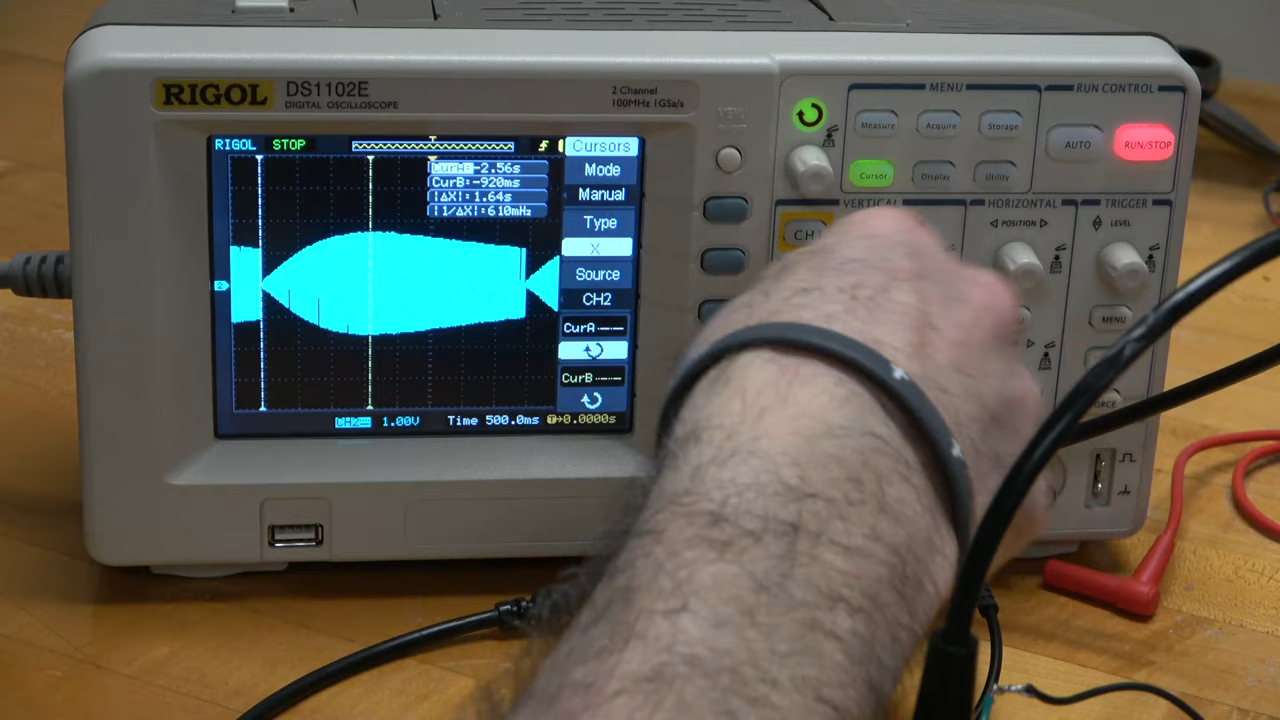 RIGOL
DS1102E
DIGITAL OSCILLOSCOPE
2 Channel
100MHz 1GSa/s
MENU
RUN CONTROL
Measure
Acquire
Storage
AUTO
RUN/STOP
Cursor
Display
Utility
VERTICAL
HORIZONTAL
TRIGGER
CH1
POSITION
LEVEL
MENU
RIGOL STOP
T
CurA: -2.56s
CurB: -920ms
|ΔX|: 1.64s
|1/ΔX|: 610mHz
Cursors
Mode
Manual
Type
X
Source
CH2
CurA
CurB
2
CH2 1.00V Time 500.0ms T→0.0000s